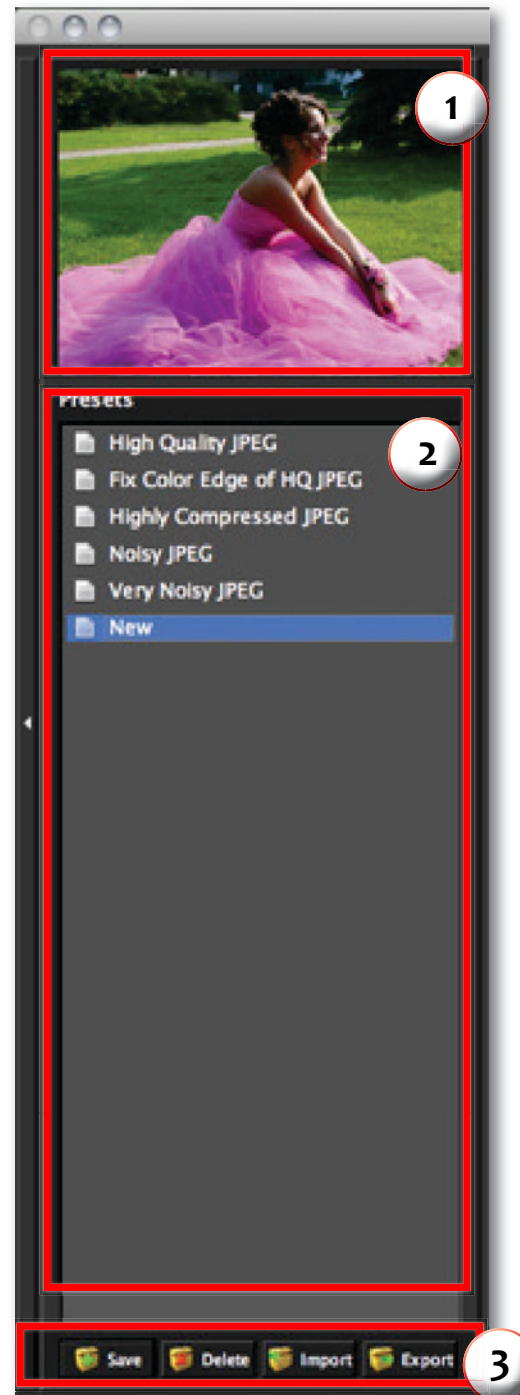 1
Presets
2
High Quality JPEG
Fix Color Edge of HQ JPEG
Highly Compressed JPEG
Noisy JPEG
Very Noisy JPEG
New
Save Delete Import Export
3